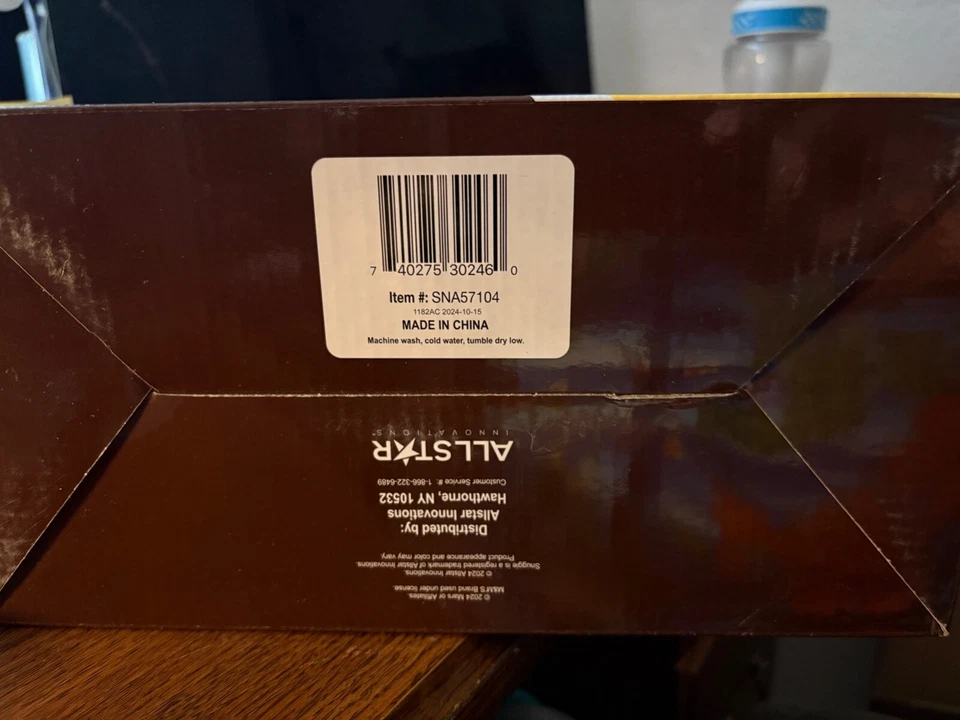 7 40275 30246 0
Item #: SNA57104
1182AC 2024-10-15
MADE IN CHINA
Machine wash, cold water, tumble dry low.
© 2024 Mars or Affiliates.
M&M'S Brand used under license.
© 2024 Allstar Innovations.
Snuggie is a registered trademark of Allstar Innovations.
Product appearance and color may vary.
Distributed by:
Allstar Innovations
Hawthorne, NY 10532
Customer Service #: 1-866-322-6489
ALLSTAR
INNOVATIONS™